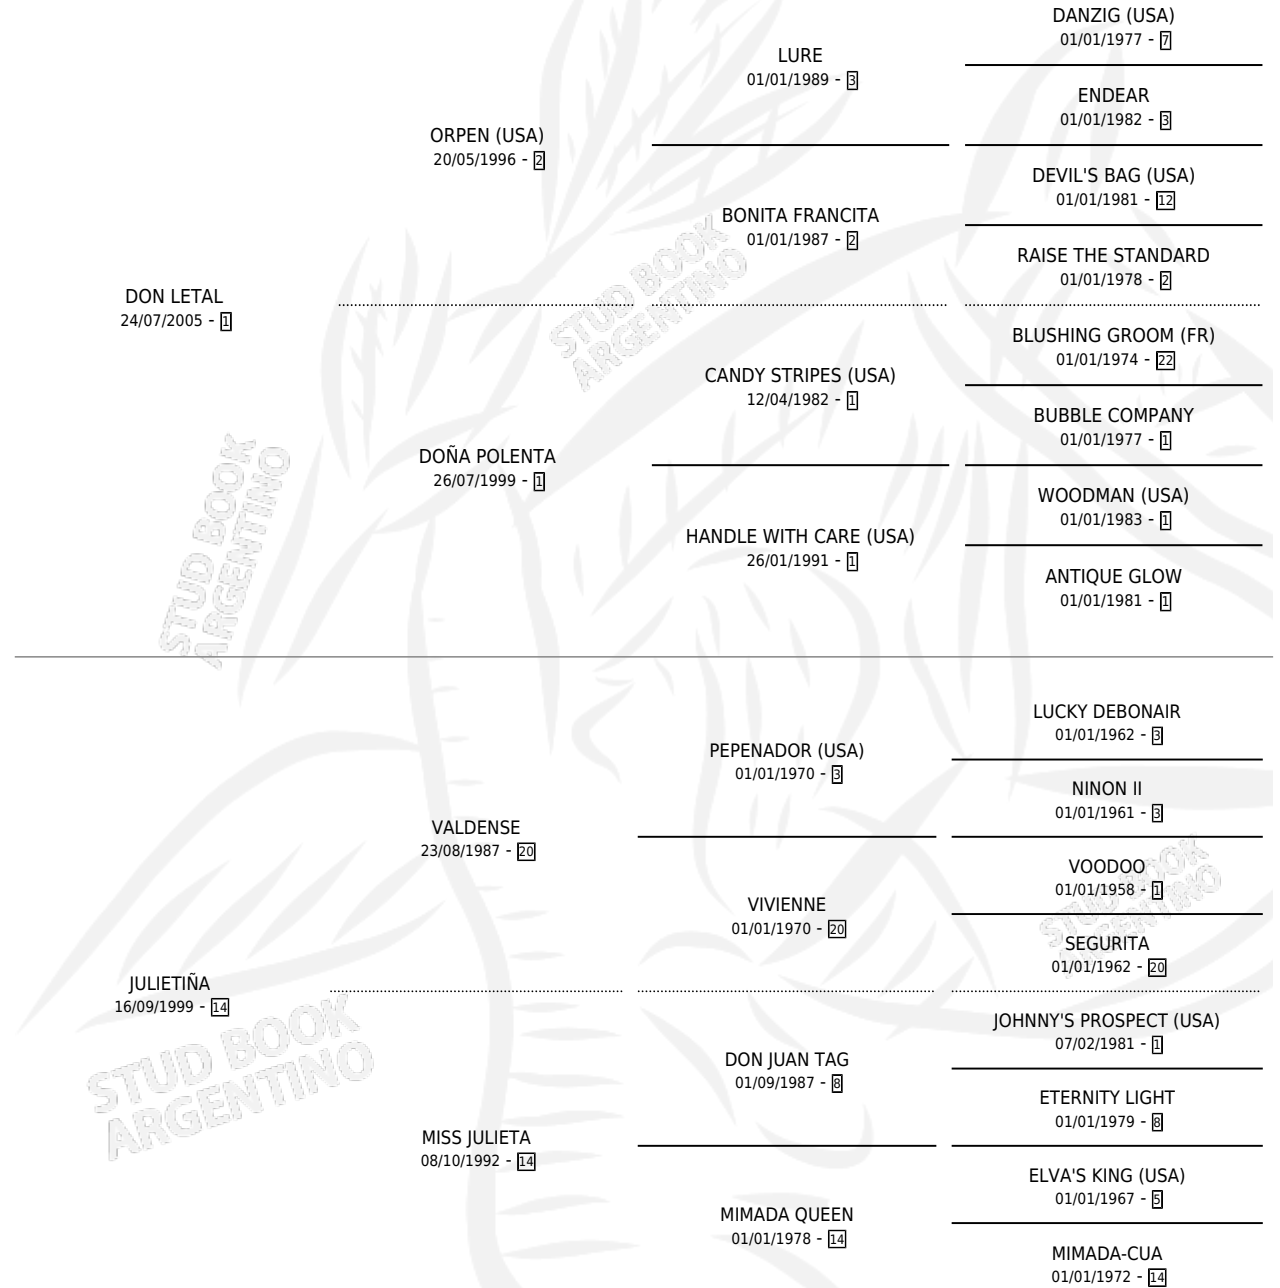 DANZIG (USA)
01/01/1977 - 7
LURE
01/01/1989 - 3
ENDEAR
01/01/1982 - 3
ORPEN (USA)
20/05/1996 - 2
DEVIL'S BAG (USA)
01/01/1981 - 12
BONITA FRANCITA
01/01/1987 - 2
RAISE THE STANDARD
01/01/1978 - 2
DON LETAL
24/07/2005 - 1
STUD BOOK
ARGENTINO
BLUSHING GROOM (FR)
01/01/1974 - 22
CANDY STRIPES (USA)
12/04/1982 - 1
BUBBLE COMPANY
01/01/1977 - 1
DOÑA POLENTA
26/07/1999 - 1
WOODMAN (USA)
01/01/1983 - 1
HANDLE WITH CARE (USA)
26/01/1991 - 1
ANTIQUE GLOW
01/01/1981 - 1
STUD BOOK
ARGENTINO
LUCKY DEBONAIR
01/01/1962 - 3
PEPENADOR (USA)
01/01/1970 - 3
NINON II
01/01/1961 - 3
VALDENSE
23/08/1987 - 20
VOODOO
01/01/1958 - 1
VIVIENNE
01/01/1970 - 20
SEGURITA
01/01/1962 - 20
STUD BOOK
ARGENTINO
JULIETIÑA
16/09/1999 - 14
JOHNNY'S PROSPECT (USA)
07/02/1981 - 1
DON JUAN TAG
01/09/1987 - 8
ETERNITY LIGHT
01/01/1979 - 8
STUD BOOK
ARGENTINO
MISS JULIETA
08/10/1992 - 14
ELVA'S KING (USA)
01/01/1967 - 5
MIMADA QUEEN
01/01/1978 - 14
MIMADA-CUA
01/01/1972 - 14